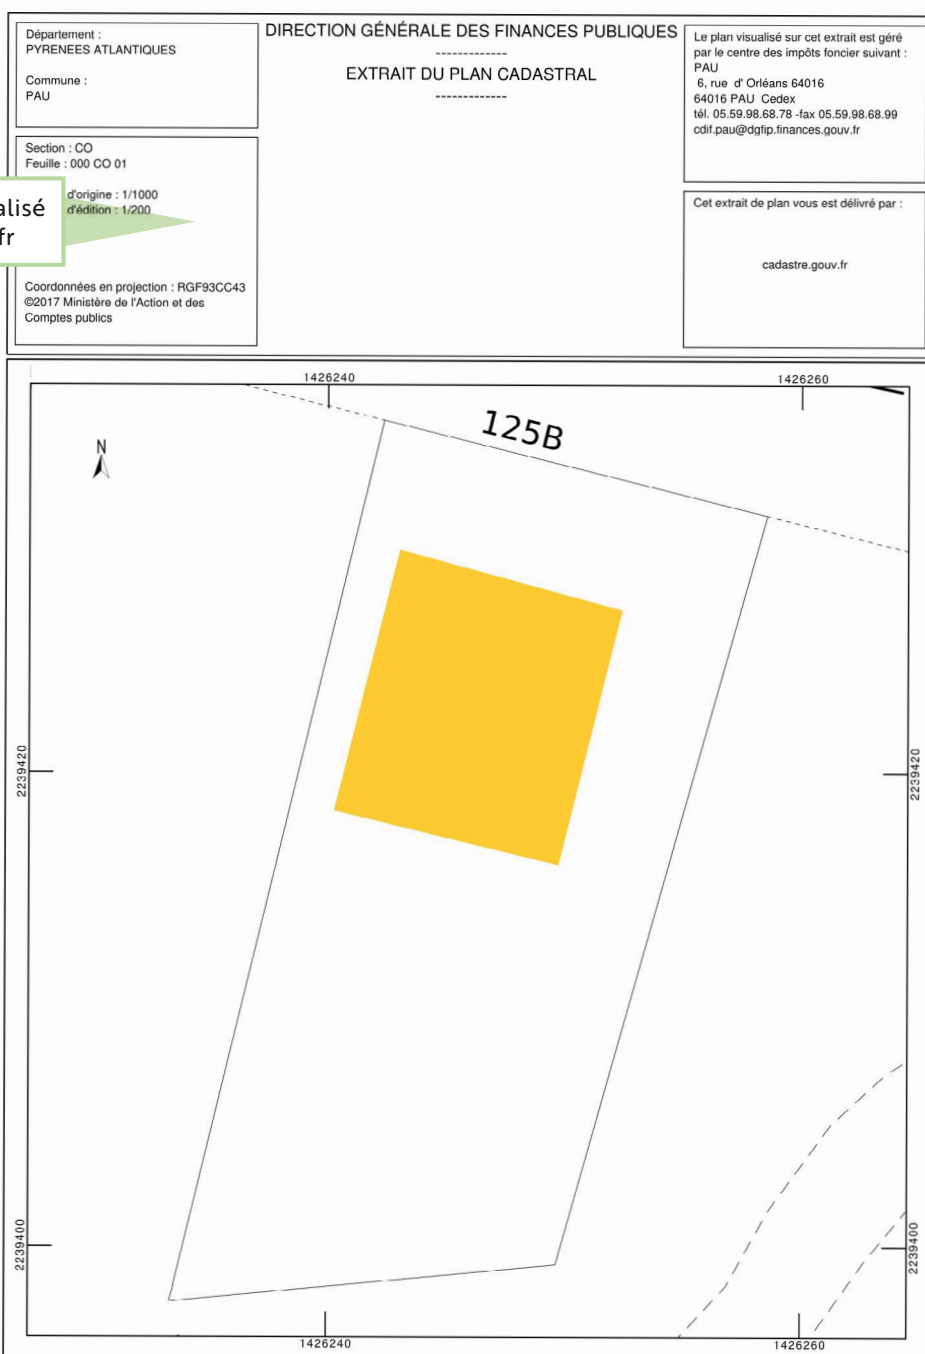 Département :
PYRENEES ATLANTIQUES
Commune :
PAU
DIRECTION GÉNÉRALE DES FINANCES PUBLIQUES
-------------
EXTRAIT DU PLAN CADASTRAL
-------------
Le plan visualisé sur cet extrait est géré
par le centre des impôts foncier suivant :
PAU
6, rue d' Orléans 64016
64016 PAU Cedex
tél. 05.59.98.68.78 -fax 05.59.98.68.99
cdif.pau@dgfip.finances.gouv.fr
Section : CO
Feuille : 000 CO 01
d'origine : 1/1000
d'édition : 1/200
alisé
fr
Coordonnées en projection : RGF93CC43
©2017 Ministère de l'Action et des
Comptes publics
Cet extrait de plan vous est délivré par :
cadastre.gouv.fr
1426240
1426260
125B
N
2239420
2239420
2239400
2239400
1426240
1426260